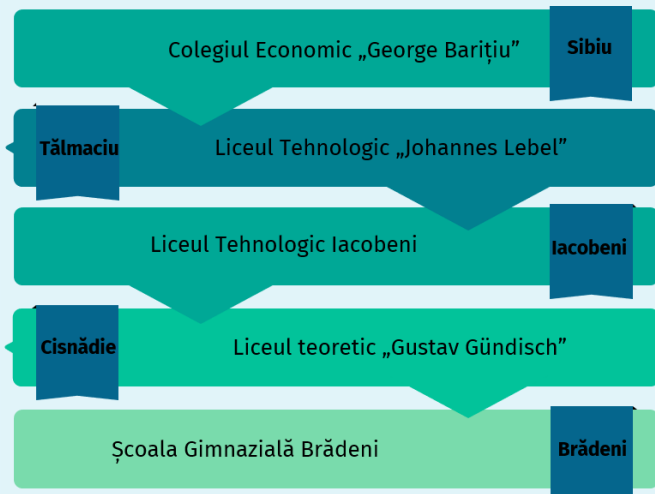 Colegiul Economic „George Barițiu”
Sibiu
Tălmaciu
Liceul Tehnologic „Johannes Lebel”
Liceul Tehnologic Iacobeni
Iacobeni
Cisnădie
Liceul teoretic „Gustav Gündisch”
Școala Gimnazială Brădeni
Brădeni